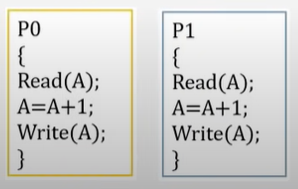 P0
{
Read(A);
A=A+1;
Write(A);
}
P1
{
Read(A);
A=A+1;
Write(A);
}